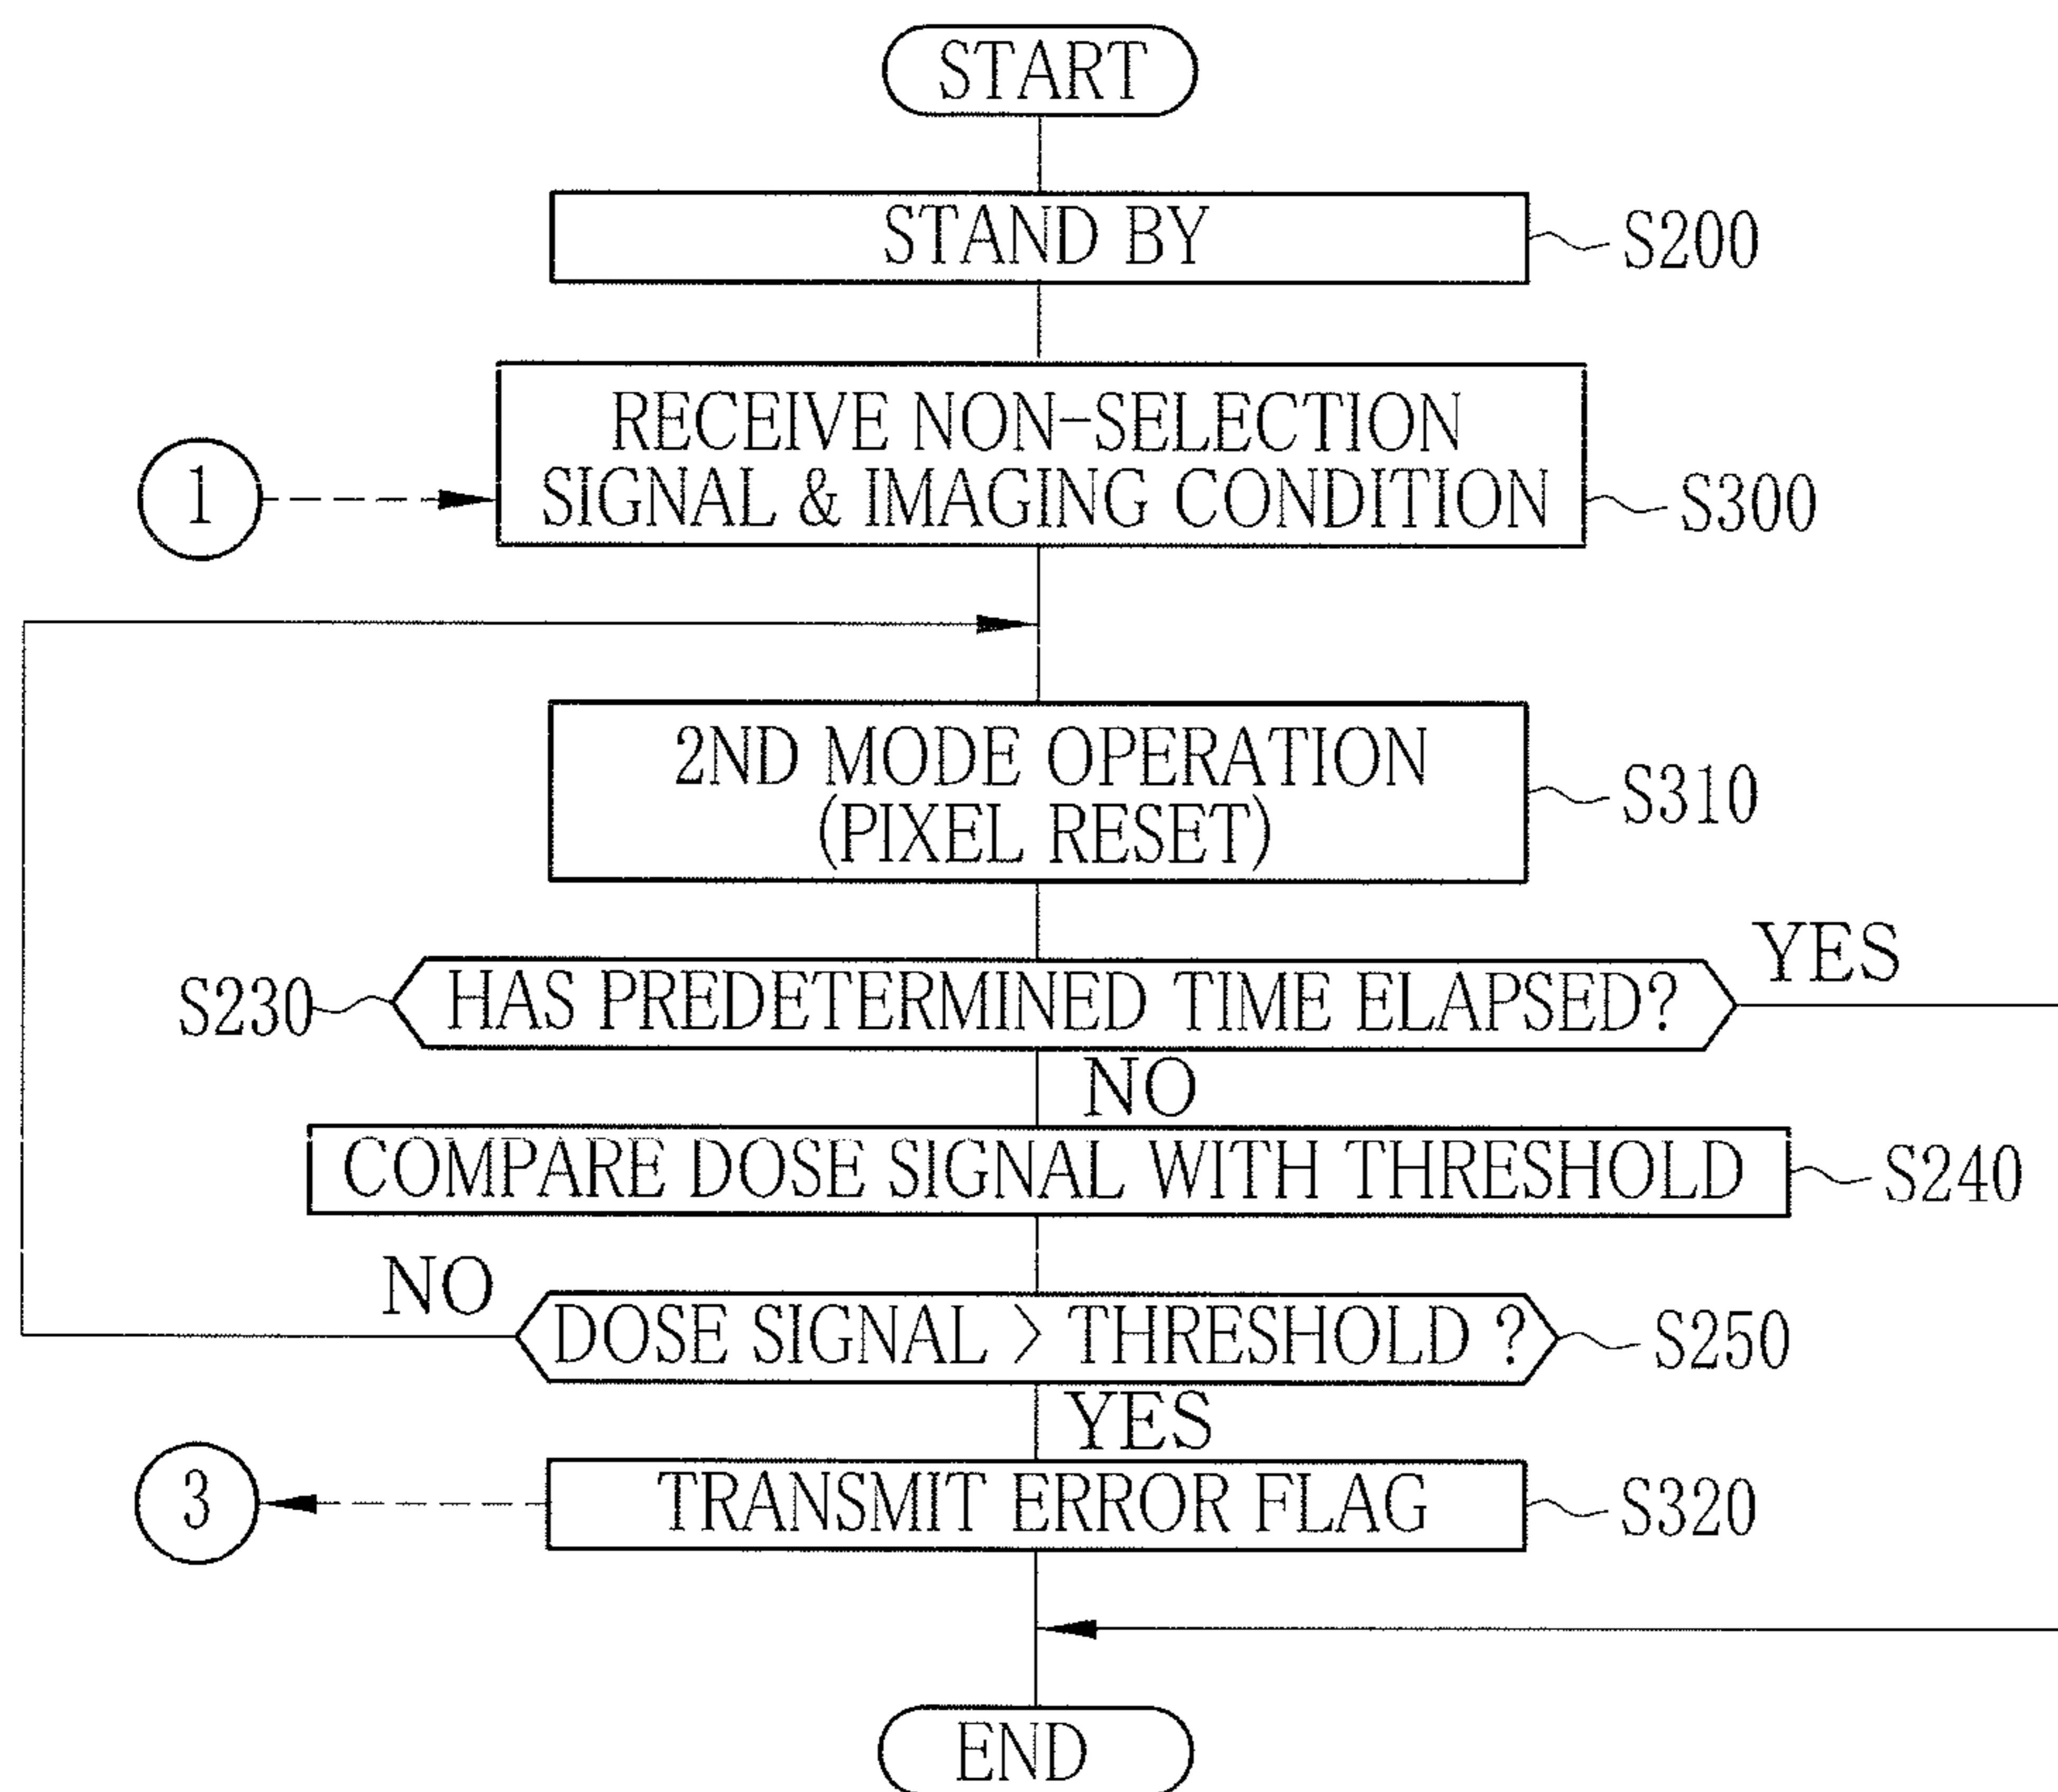 START
STAND BY
S200
RECEIVE NON-SELECTION
SIGNAL & IMAGING CONDITION
1
S300
2ND MODE OPERATION
(PIXEL RESET)
S310
YES
S230
HAS PREDETERMINED TIME ELAPSED?
NO
COMPARE DOSE SIGNAL WITH THRESHOLD
S240
NO
DOSE SIGNAL > THRESHOLD ?
S250
YES
3
TRANSMIT ERROR FLAG
S320
END